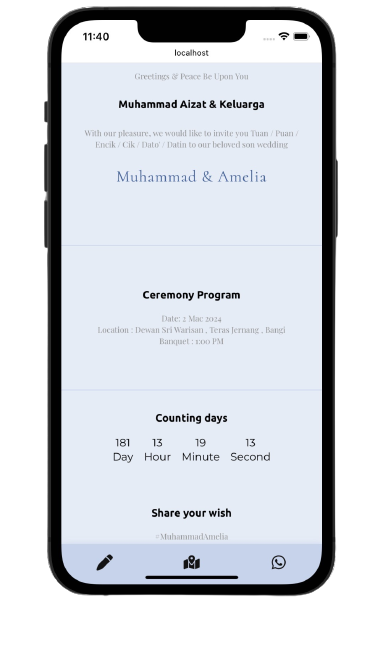 11:40
localhost
Greetings & Peace Be Upon You
Muhammad Aizat & Keluarga
With our pleasure, we would like to invite you Tuan / Puan /
Encik / Cik / Dato' / Datin to our beloved son wedding
Muhammad & Amelia
Ceremony Program
Date: 2 Mac 2024
Location : Dewan Sri Warisan , Teras Jernang , Bangi
Banquet : 1:00 PM
Counting days
181 13 19 13
Day Hour Minute Second
Share your wish
#MuhammadAmelia